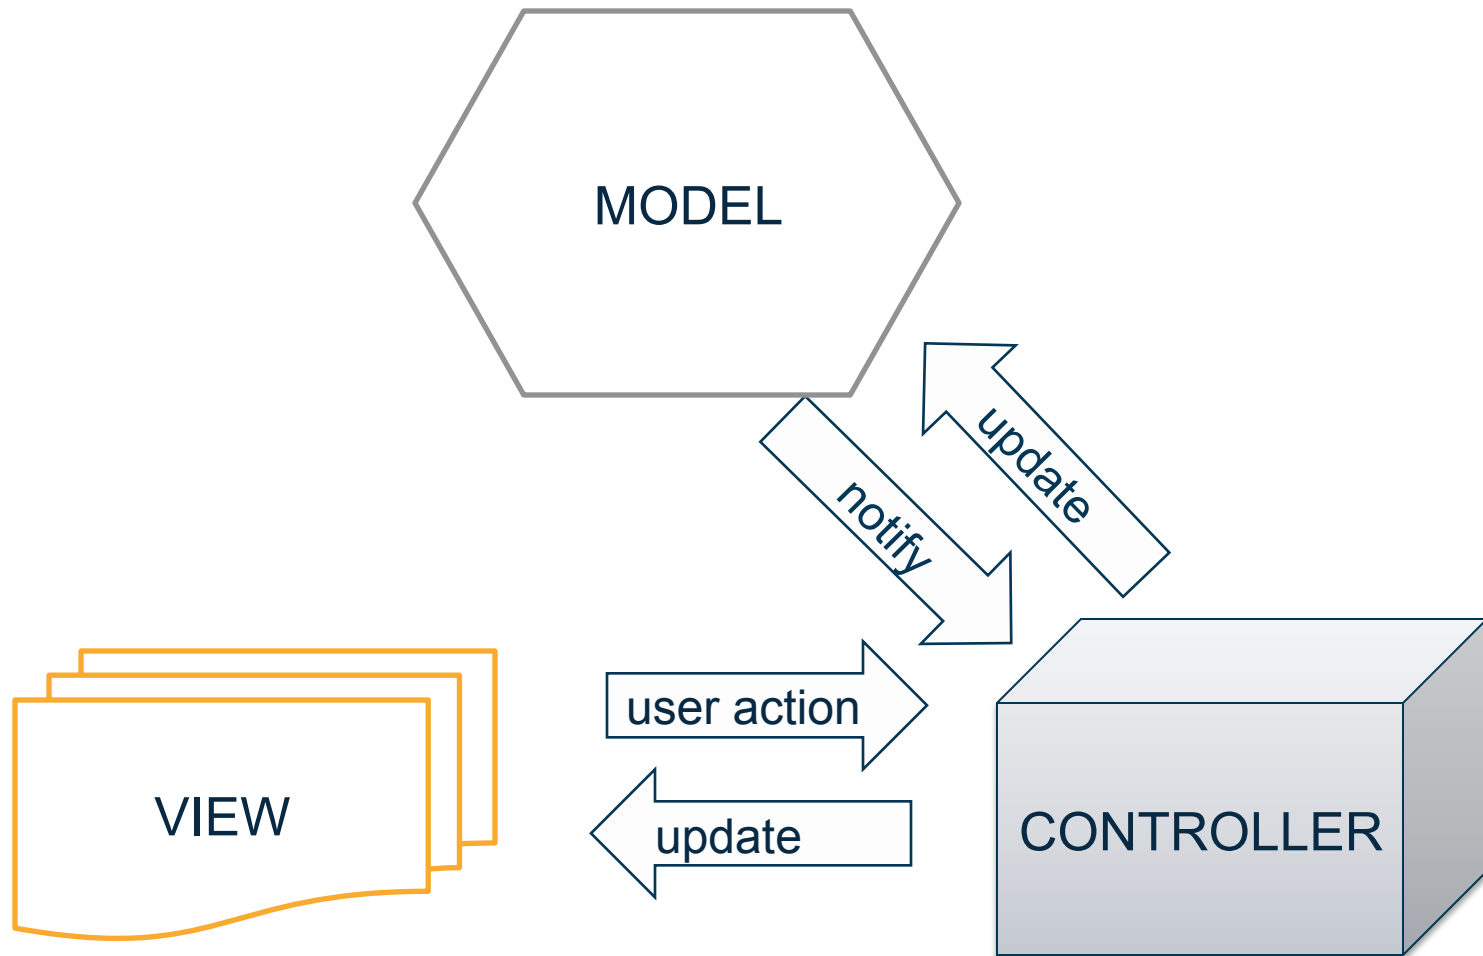 MODEL
update
notify
user action
VIEW
update
CONTROLLER